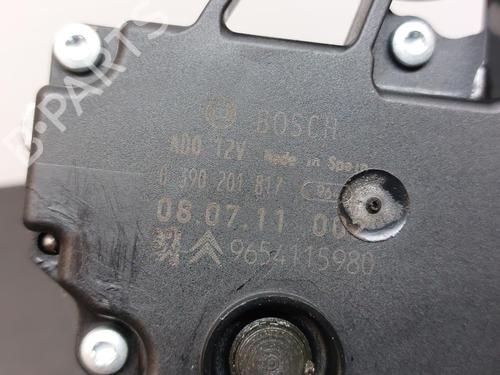 B-PARTS
BOSCH
ADO 12V Made in Spain
0 390 201 817
08.07.11
9654115980